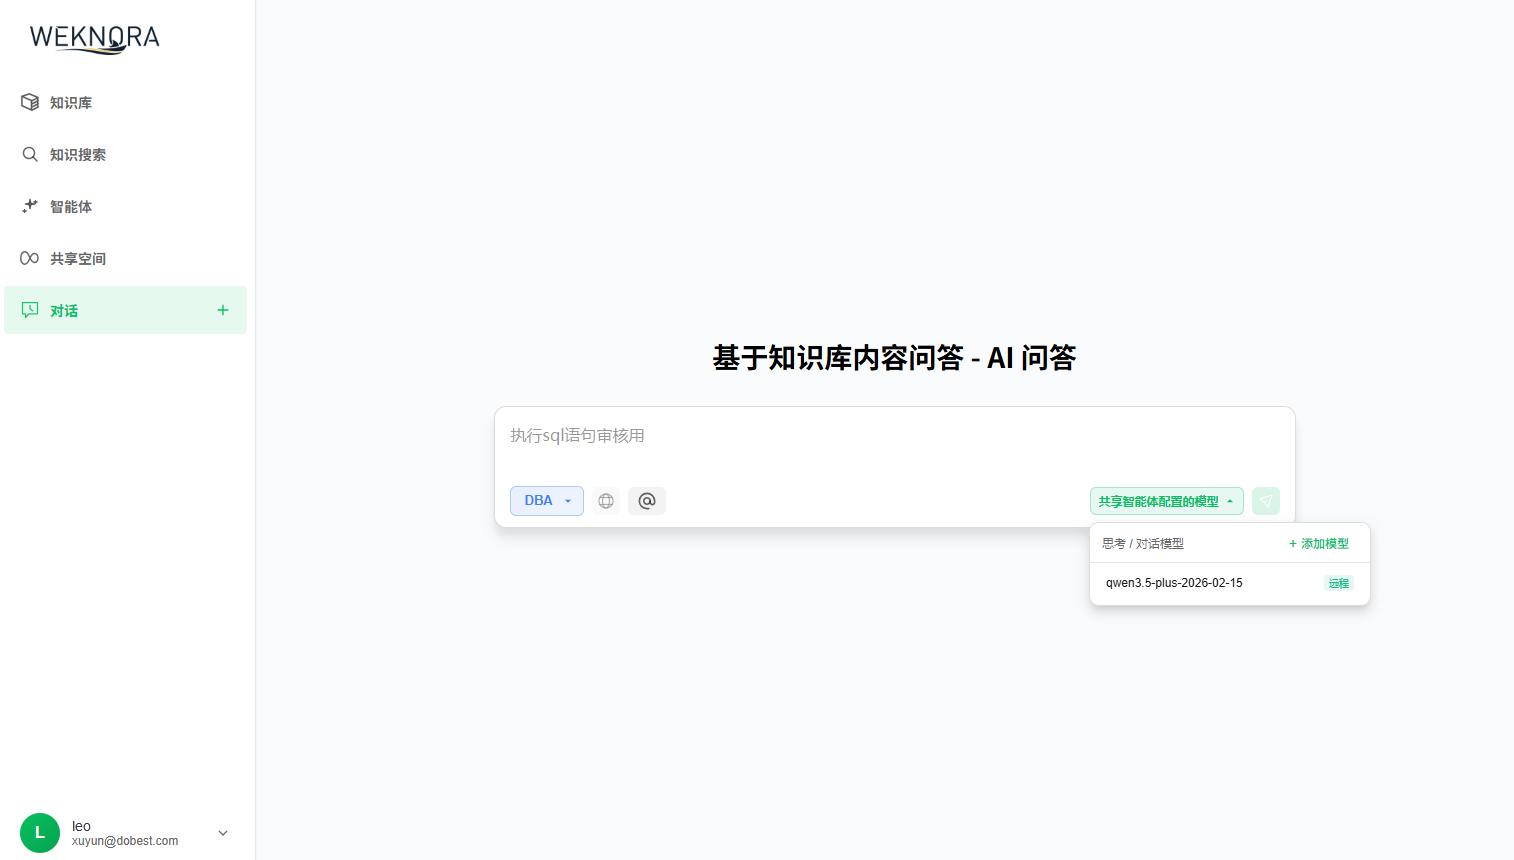 WEKNORA
知识库
知识搜索
智能体
共享空间
对话
基于知识库内容问答 - AI 问答
执行sql语句审核用
DBA
共享智能体配置的模型
思考 / 对话模型
+ 添加模型
qwen3.5-plus-2026-02-15
远程
L
leo
xuyun@dobest.com